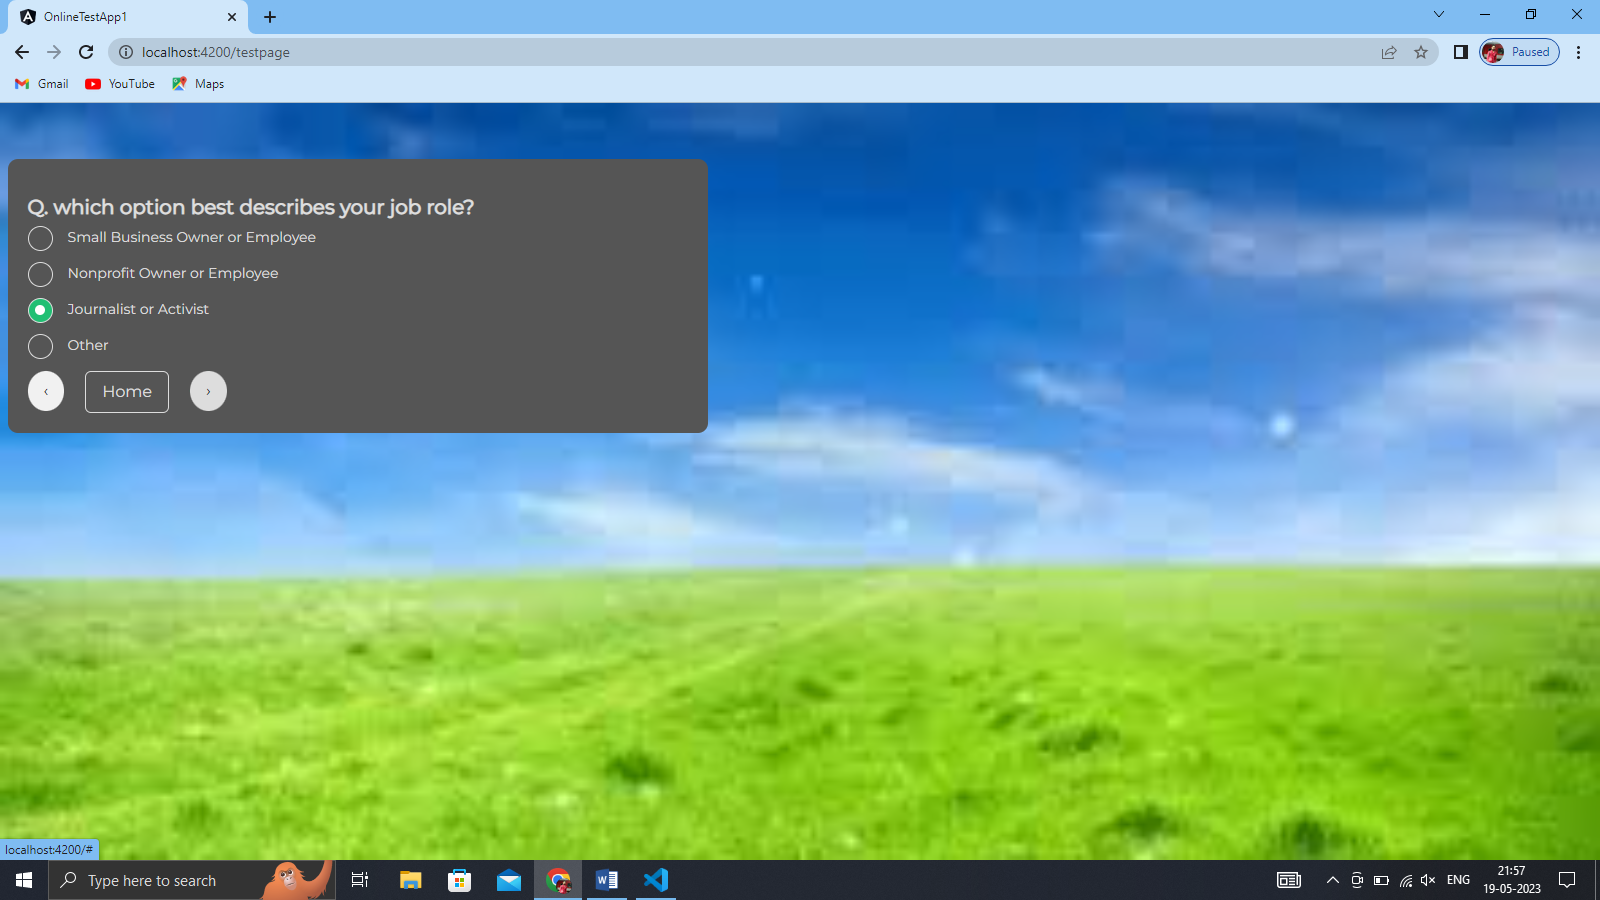 OnlineTestApp1
localhost:4200/testpage
Paused
Gmail YouTube Maps
Q. which option best describes your job role?
Small Business Owner or Employee
Nonprofit Owner or Employee
Journalist or Activist
Other
‹ Home ›
localhost:4200/#
Type here to search
ENG
21:57
19-05-2023